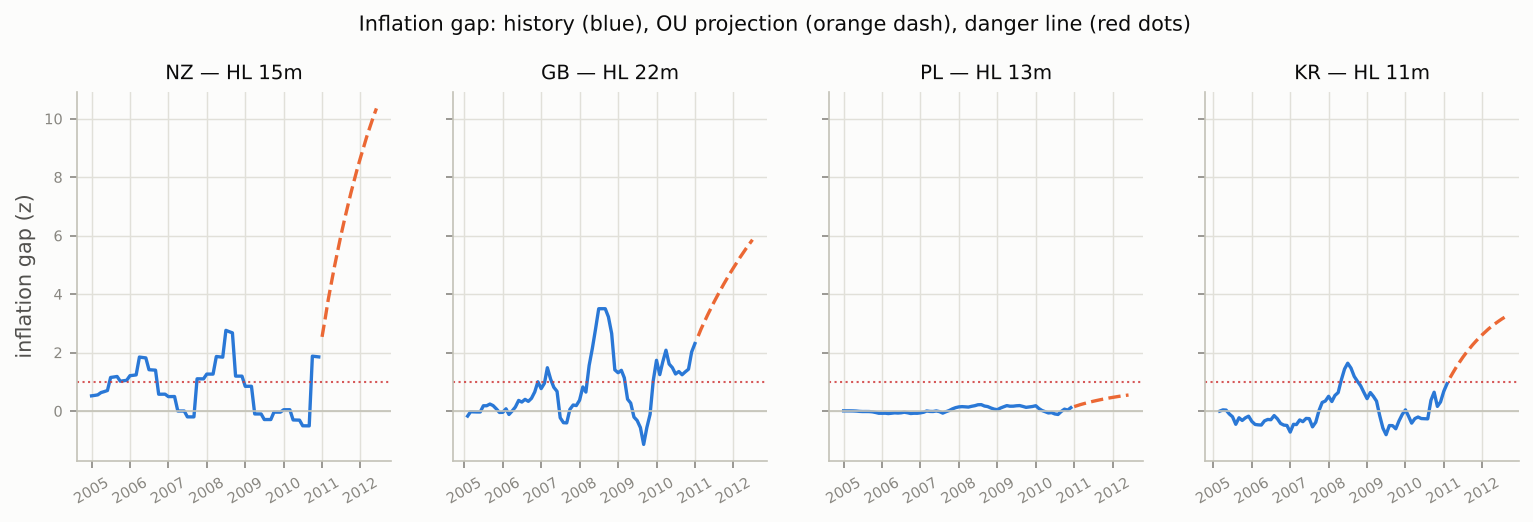 Inflation gap: history (blue), OU projection (orange dash), danger line (red dots)
NZ — HL 15m
GB — HL 22m
PL — HL 13m
KR — HL 11m
inflation gap (z)
10
8
6
4
2
0
2005 2006 2007 2008 2009 2010 2011 2012
2005 2006 2007 2008 2009 2010 2011 2012
2005 2006 2007 2008 2009 2010 2011 2012
2005 2006 2007 2008 2009 2010 2011 2012